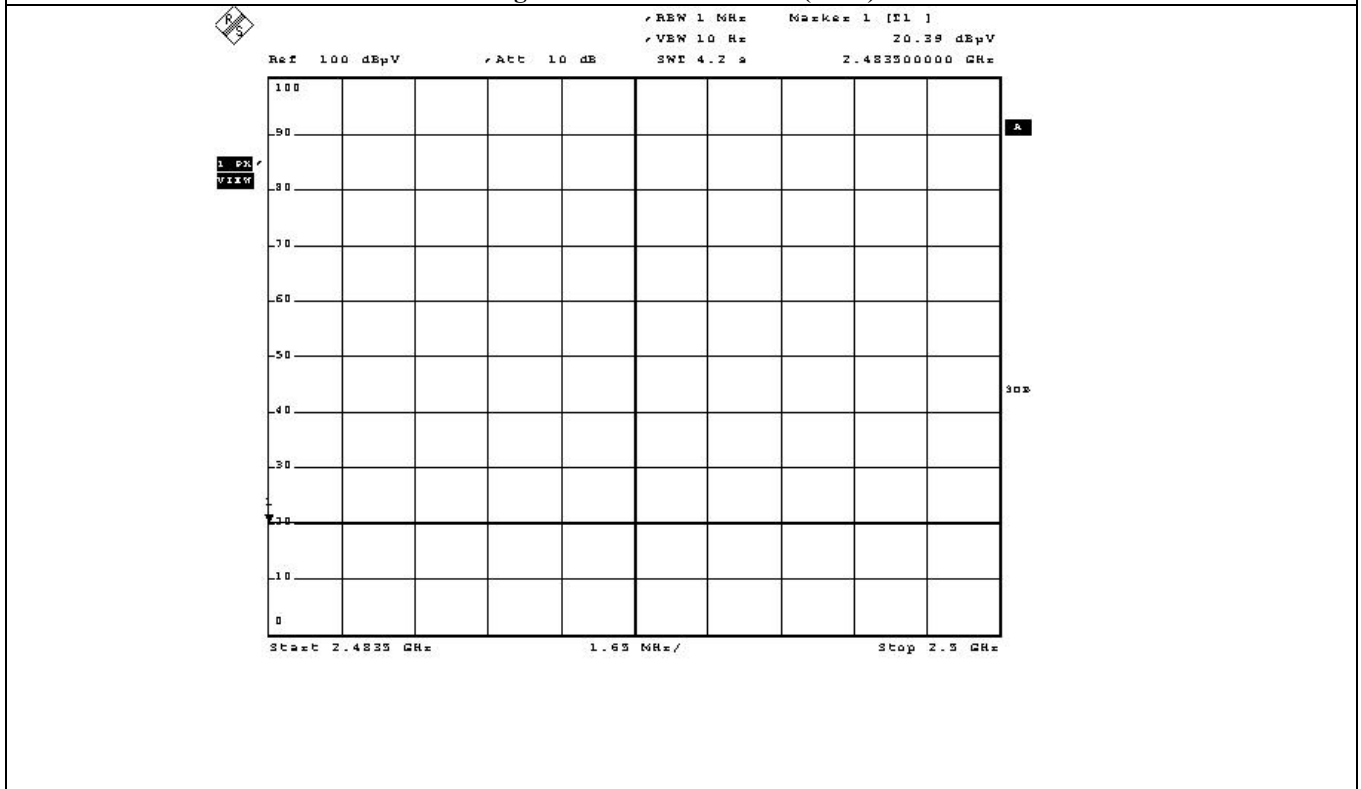 R
S
RBW 1 MHz Marker 1 [T1 ]
VBW 10 Hz 20.39 dBµV
Ref 100 dBµV Att 10 dB SWT 4.2 s 2.483500000 GHz
100
90
A
1 PK
VIEW
80
70
60
50
40
30
1
20
10
0
Start 2.4835 GHz 1.65 MHz/ Stop 2.5 GHz